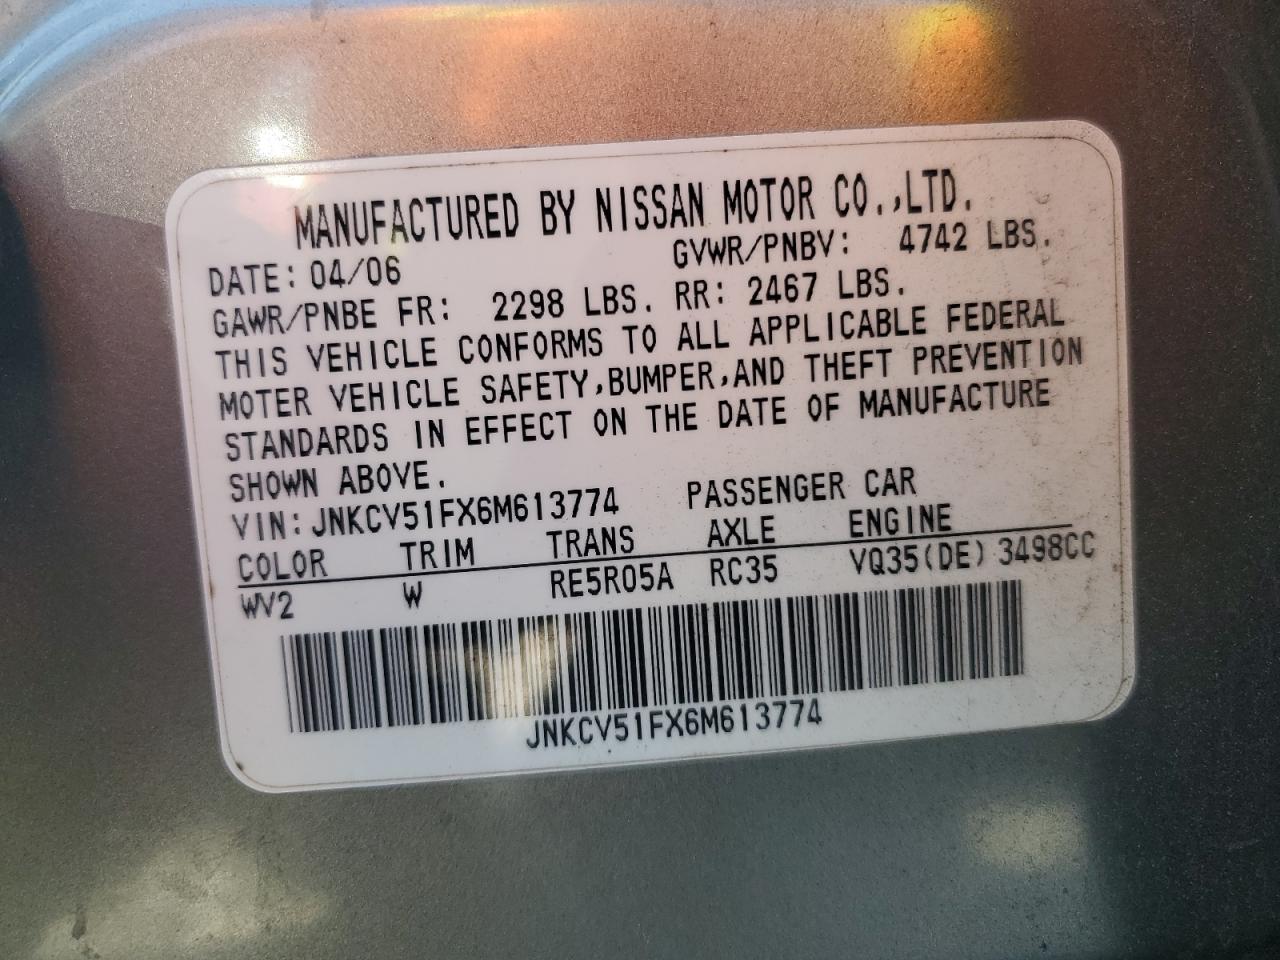 MANUFACTURED BY NISSAN MOTOR CO.,LTD.
DATE: 04/06 GVWR/PNBV: 4742 LBS.
GAWR/PNBE FR: 2298 LBS. RR: 2467 LBS.
THIS VEHICLE CONFORMS TO ALL APPLICABLE FEDERAL
MOTER VEHICLE SAFETY,BUMPER,AND THEFT PREVENTION
STANDARDS IN EFFECT ON THE DATE OF MANUFACTURE
SHOWN ABOVE.
VIN: JNKCV51FX6M613774 PASSENGER CAR
COLOR TRIM TRANS AXLE ENGINE
WV2 W RE5R05A RC35 VQ35(DE) 3498CC
JNKCV51FX6M613774